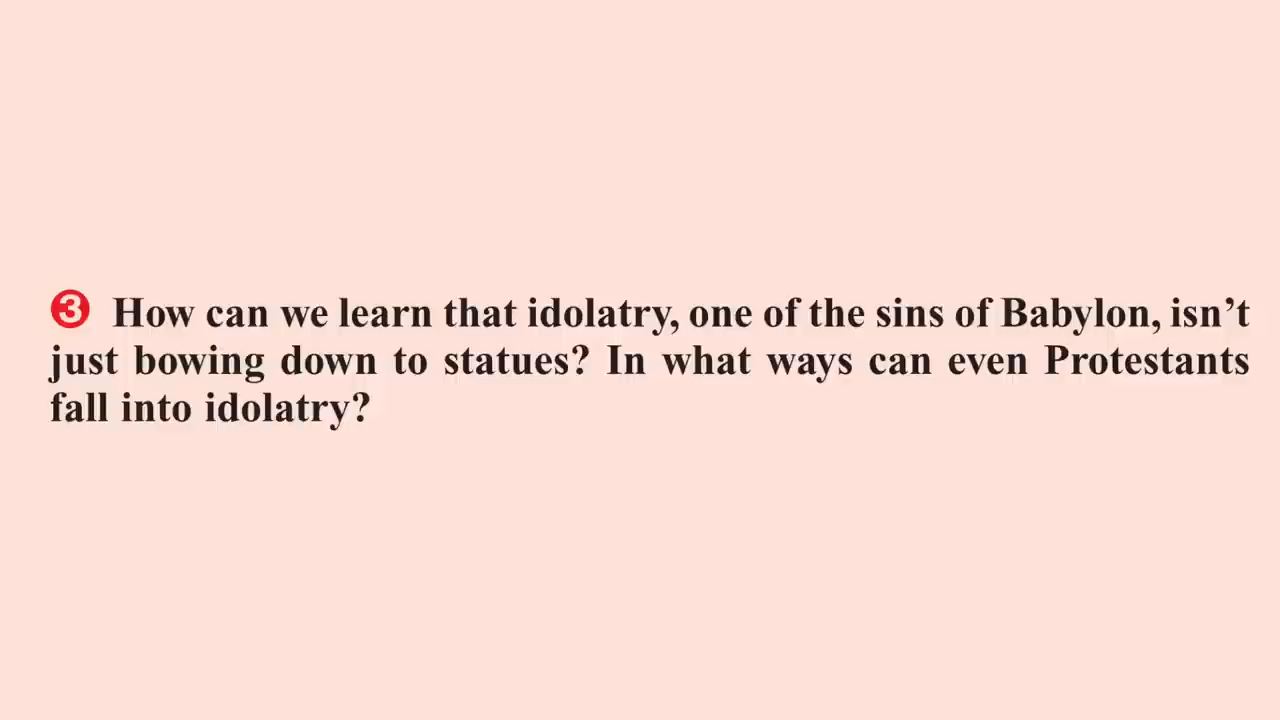 ❸ How can we learn that idolatry, one of the sins of Babylon, isn’t
just bowing down to statues? In what ways can even Protestants
fall into idolatry?